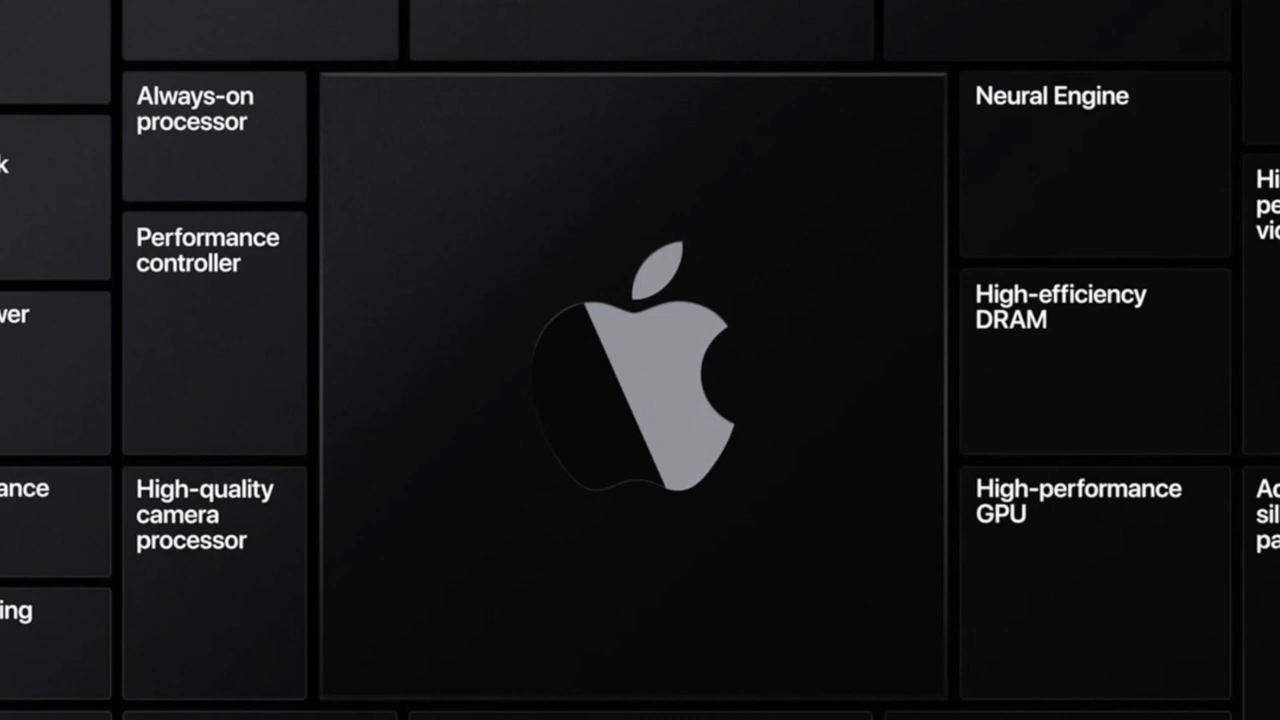 Always-on
processor
Performance
controller
High-quality
camera
processor
Neural Engine
High-efficiency
DRAM
High-performance
GPU